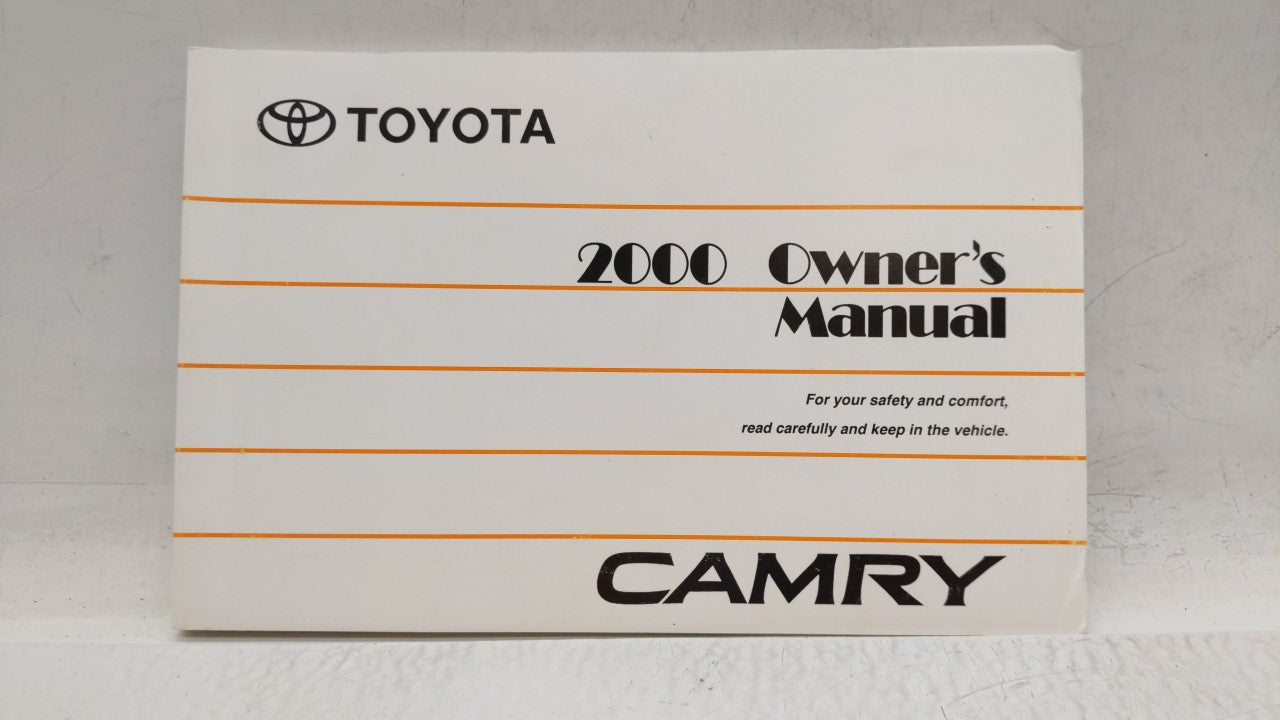 TOYOTA
2000 Owner's
Manual
For your safety and comfort,
read carefully and keep in the vehicle.
CAMRY